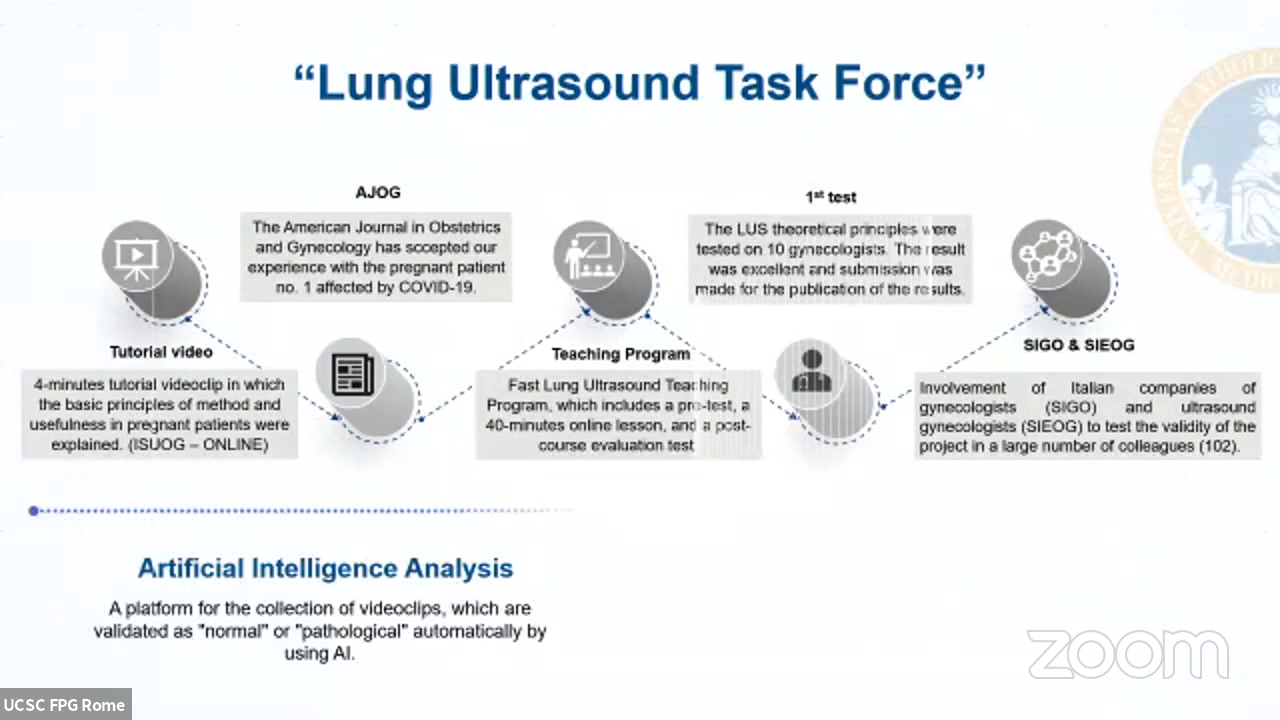 “Lung Ultrasound Task Force”
AJOG
The American Journal in Obstetrics
and Gynecology has sccepted our
experience with the pregnant patient
no. 1 affected by COVID-19.
1st test
The LUS theoretical principles were
tested on 10 gynecologists. The result
was excellent and submission was
made for the publication of the results.
Tutorial video
4-minutes tutorial videoclip in which
the basic principles of method and
usefulness in pregnant patients were
explained. (ISUOG – ONLINE)
Teaching Program
Fast Lung Ultrasound Teaching
Program, which includes a pre-test, a
40-minutes online lesson, and a post-
course evaluation test
SIGO & SIEOG
Involvement of Italian companies of
gynecologists (SIGO) and ultrasound
gynecologists (SIEOG) to test the validity of the
project in a large number of colleagues (102).
Artificial Intelligence Analysis
A platform for the collection of videoclips, which are
validated as "normal" or "pathological" automatically by
using AI.
zoom
UCSC FPG Rome